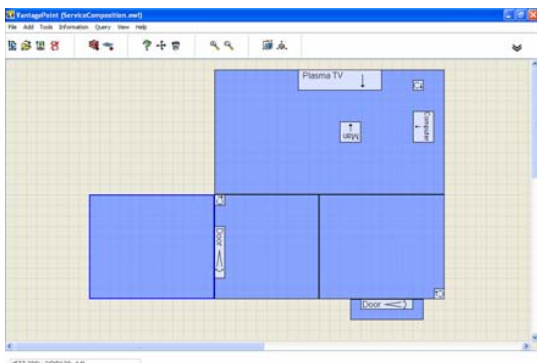 VantagePoint (ServiceComposition.owl)
File Add Tools Information Query View Help
Plasma TV
Computer
Man
Door
Door